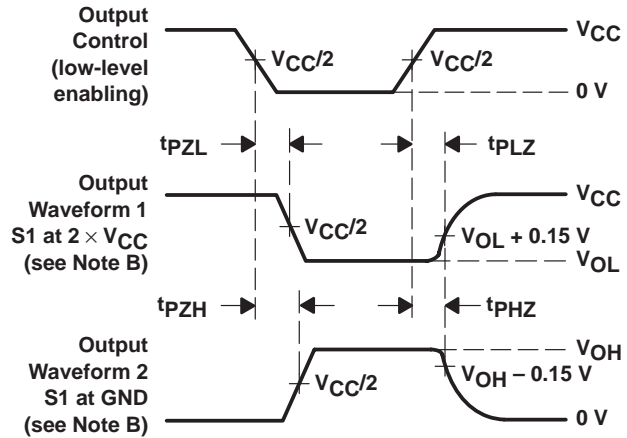 Output
Control
(low-level
enabling)
VCC/2
VCC/2
VCC
0 V
tPZL
tPLZ
Output
Waveform 1
S1 at 2 × VCC
(see Note B)
VCC/2
VCC
VOL + 0.15 V
VOL
tPZH
tPHZ
Output
Waveform 2
S1 at GND
(see Note B)
VCC/2
VOH
VOH – 0.15 V
0 V